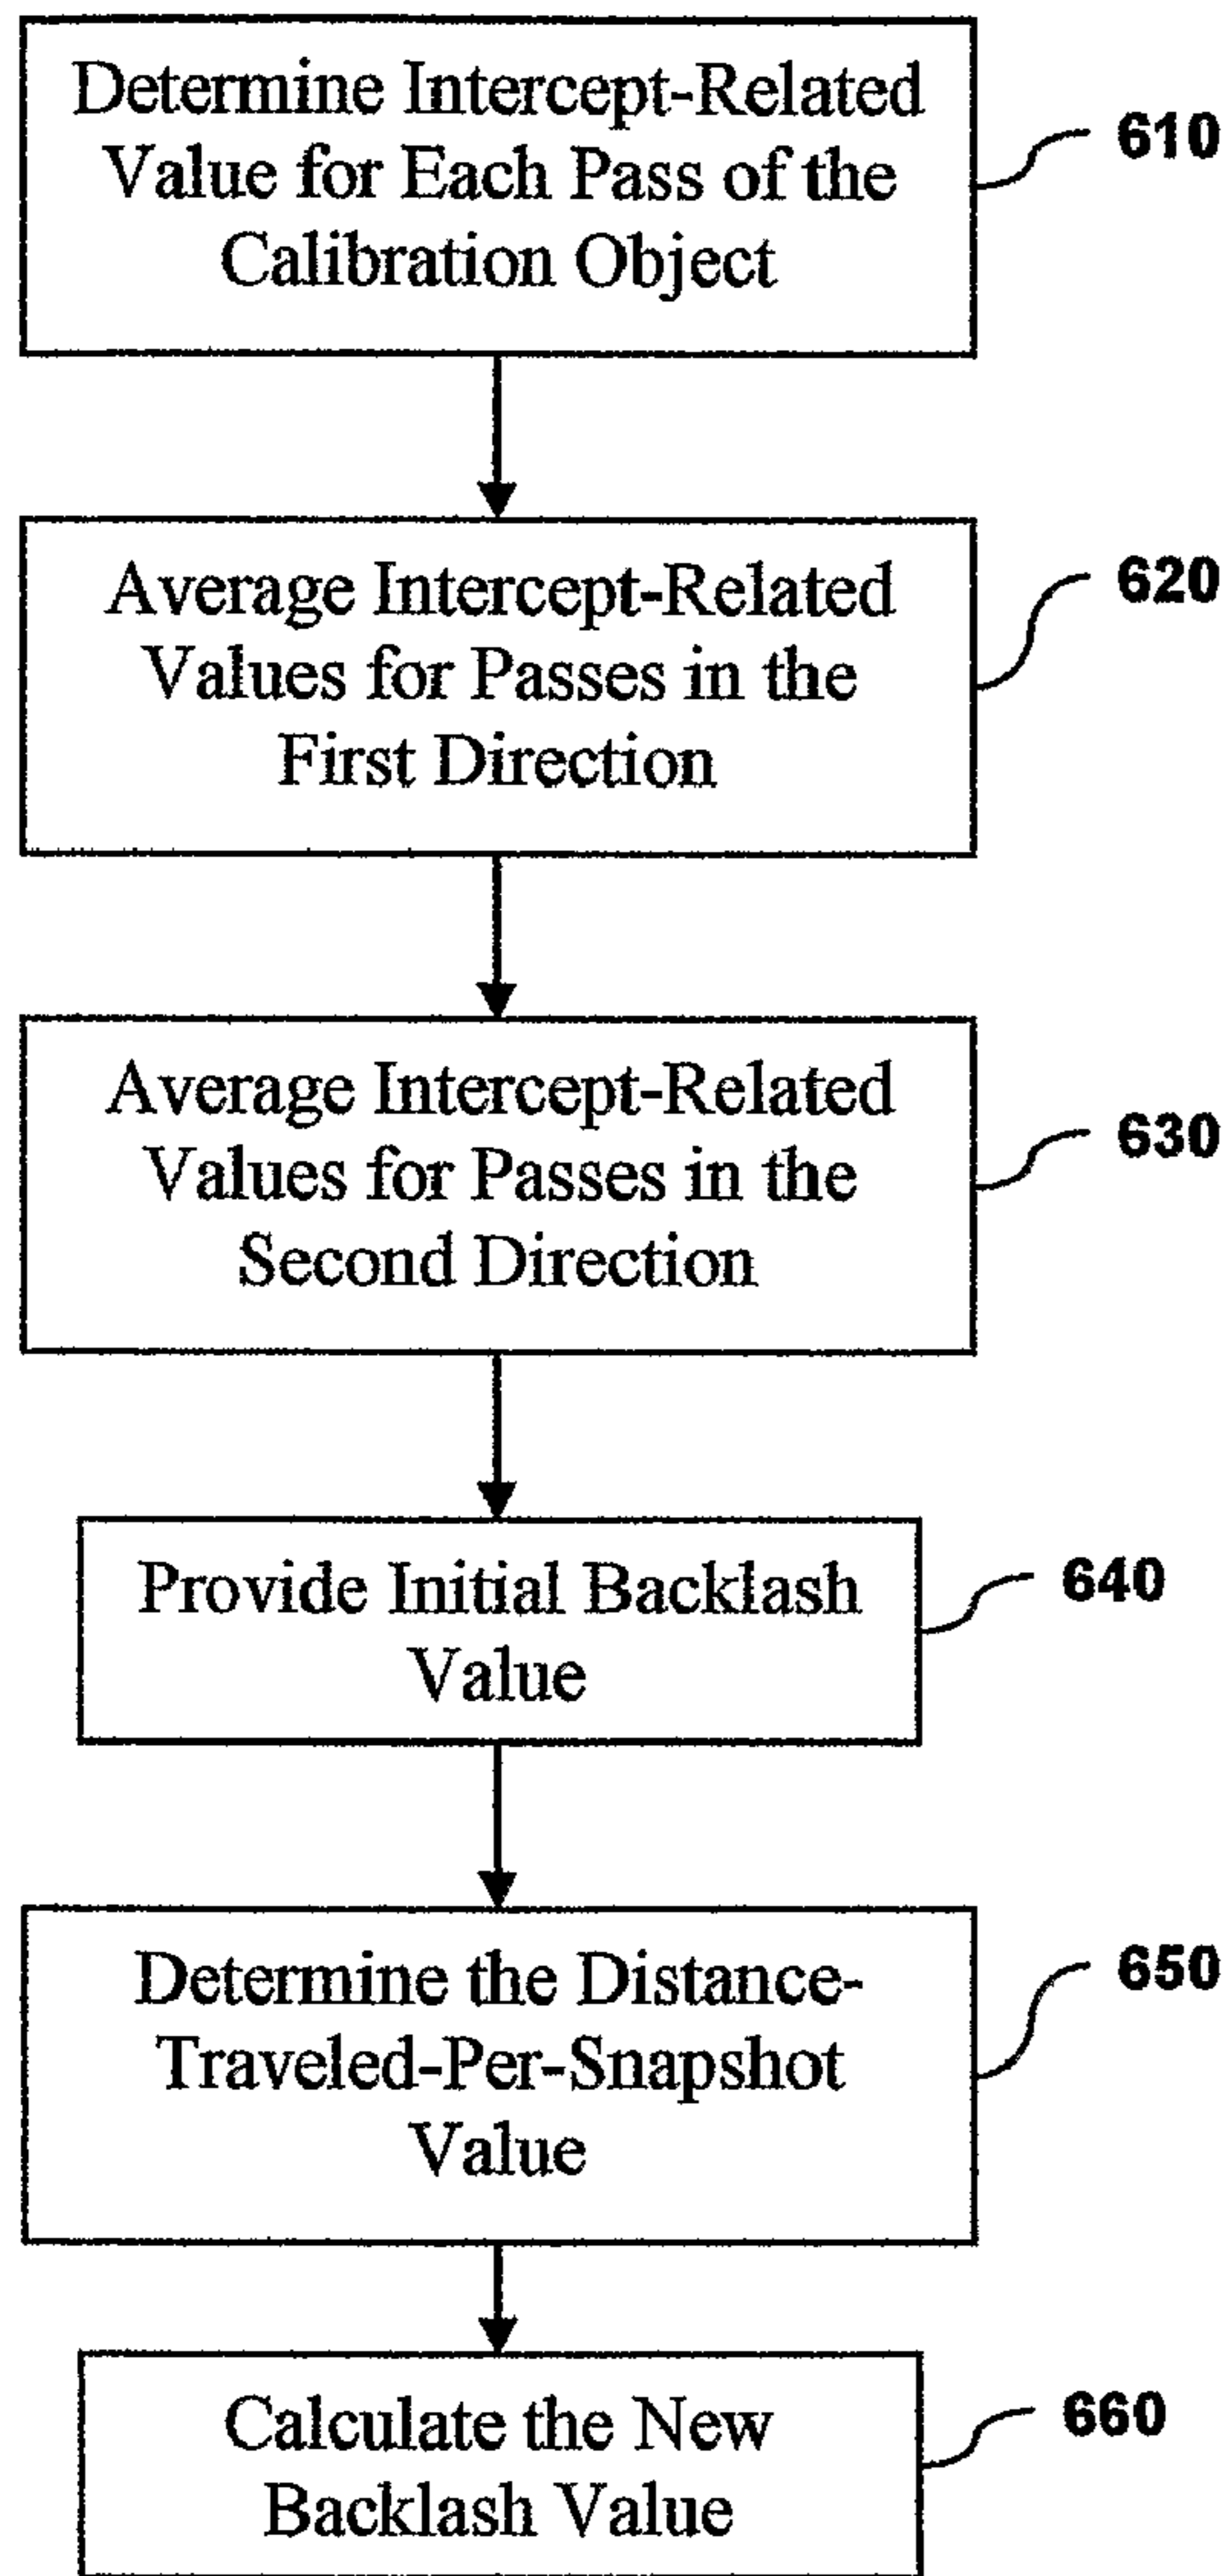 Determine Intercept-Related
Value for Each Pass of the
Calibration Object
610
Average Intercept-Related
Values for Passes in the
First Direction
620
Average Intercept-Related
Values for Passes in the
Second Direction
630
Provide Initial Backlash
Value
640
Determine the Distance-
Traveled-Per-Snapshot
Value
650
Calculate the New
Backlash Value
660